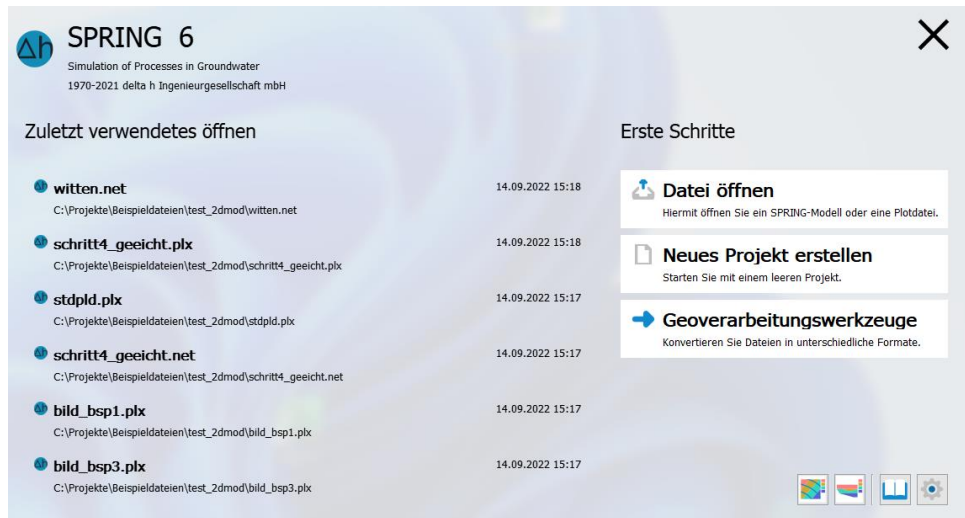 Δh
SPRING 6
Simulation of Processes in Groundwater
1970-2021 delta h Ingenieurgesellschaft mbH
Zuletzt verwendetes öffnen
witten.net 14.09.2022 15:18
C:\Projekte\Beispieldateien\test_2dmod\witten.net
schritt4_geeicht.plx 14.09.2022 15:18
C:\Projekte\Beispieldateien\test_2dmod\schritt4_geeicht.plx
stdpld.plx 14.09.2022 15:17
C:\Projekte\Beispieldateien\test_2dmod\stdpld.plx
schritt4_geeicht.net 14.09.2022 15:17
C:\Projekte\Beispieldateien\test_2dmod\schritt4_geeicht.net
bild_bsp1.plx 14.09.2022 15:17
C:\Projekte\Beispieldateien\test_2dmod\bild_bsp1.plx
bild_bsp3.plx 14.09.2022 15:17
C:\Projekte\Beispieldateien\test_2dmod\bild_bsp3.plx
Erste Schritte
Datei öffnen
Hiermit öffnen Sie ein SPRING-Modell oder eine Plotdatei.
Neues Projekt erstellen
Starten Sie mit einem leeren Projekt.
Geoverarbeitungswerkzeuge
Konvertieren Sie Dateien in unterschiedliche Formate.